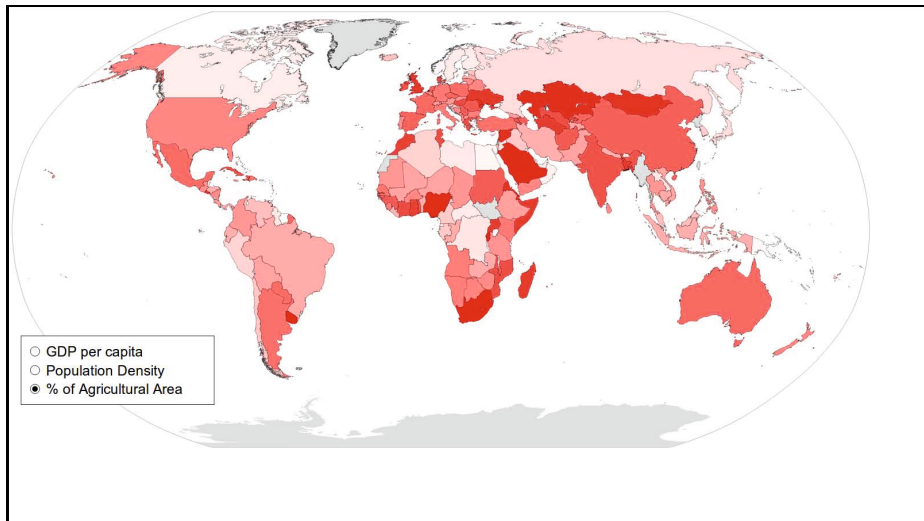 GDP per capita
Population Density
% of Agricultural Area